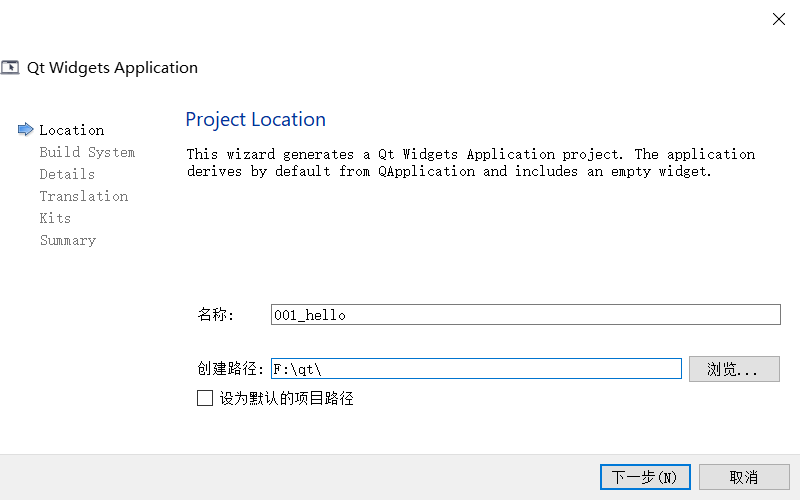 Qt Widgets Application
Location
Build System
Details
Translation
Kits
Summary
Project Location
This wizard generates a Qt Widgets Application project. The application
derives by default from QApplication and includes an empty widget.
名称: 001_hello
创建路径: F:\qt\ 浏览...
设为默认的项目路径
下一步(N) 取消